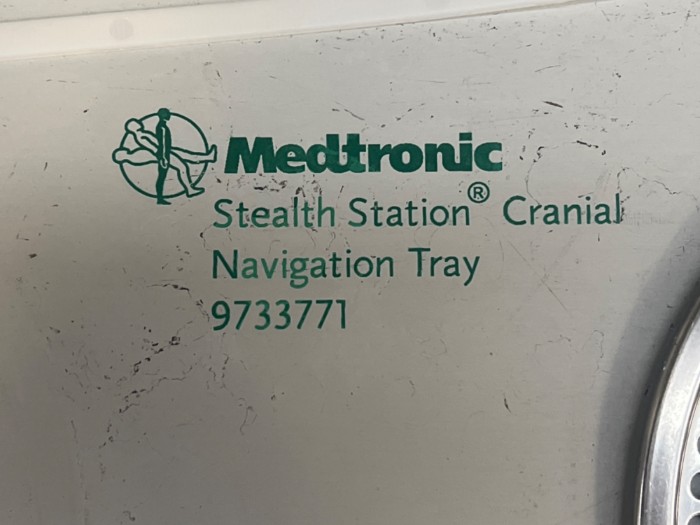 Medtronic
Stealth Station® Cranial
Navigation Tray
9733771